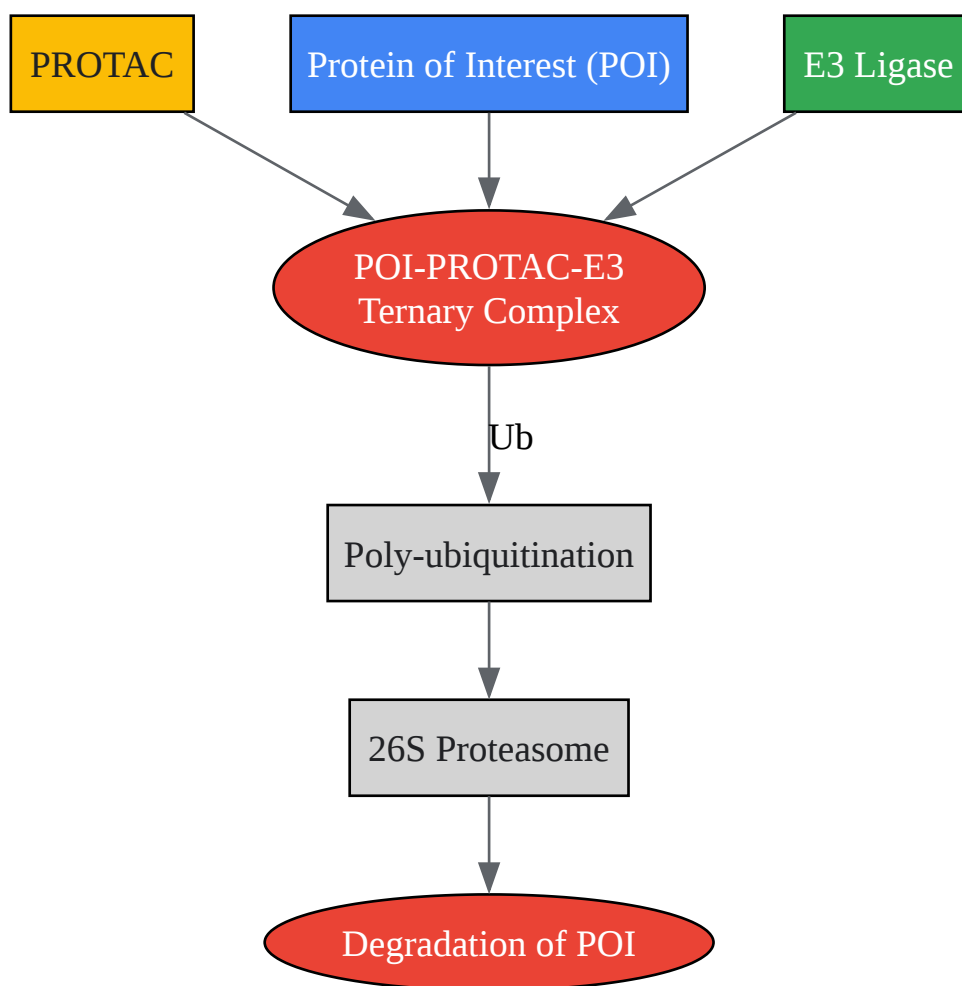 PROTAC
Protein of Interest (POI)
E3 Ligase
POI-PROTAC-E3
Ternary Complex
Ub
Poly-ubiquitination
26S Proteasome
Degradation of POI